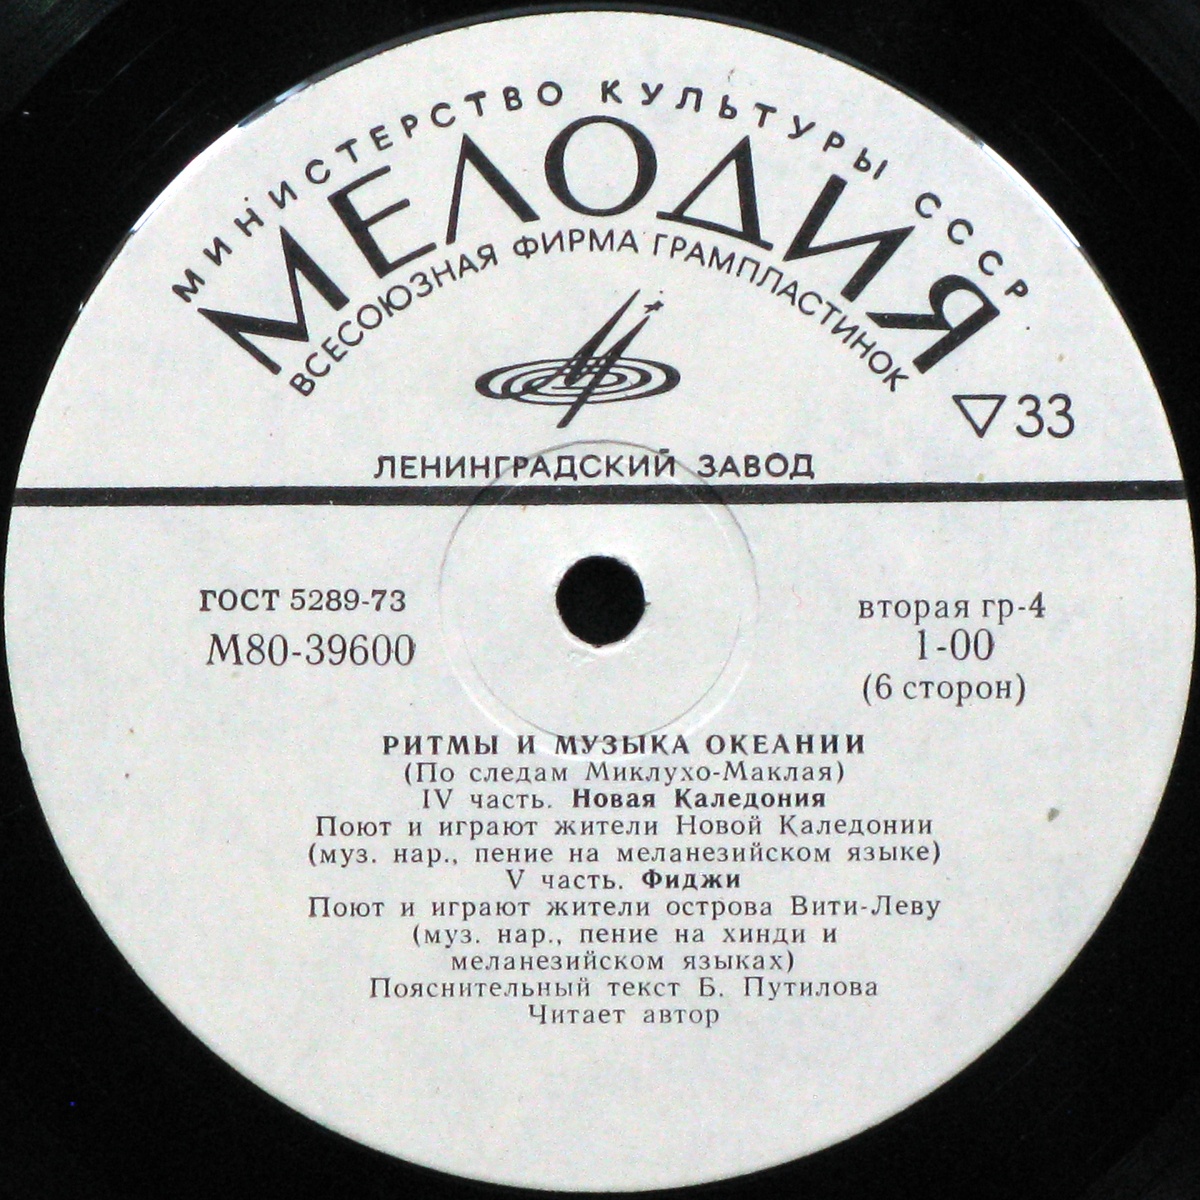 МИНИСТЕРСТВО КУЛЬТУРЫ СССР
МЕЛОДИЯ
ВСЕСОЮЗНАЯ ФИРМА ГРАМПЛАСТИНОК
▽33
ЛЕНИНГРАДСКИЙ ЗАВОД
ГОСТ 5289-73
М80-39600
вторая гр-4
1-00
(6 сторон)
РИТМЫ И МУЗЫКА ОКЕАНИИ
(По следам Миклухо-Маклая)
IV часть. Новая Каледония
Поют и играют жители Новой Каледонии
(муз. нар., пение на меланезийском языке)
V часть. Фиджи
Поют и играют жители острова Вити-Леву
(муз. нар., пение на хинди и
меланезийском языках)
Пояснительный текст Б. Путилова
Читает автор